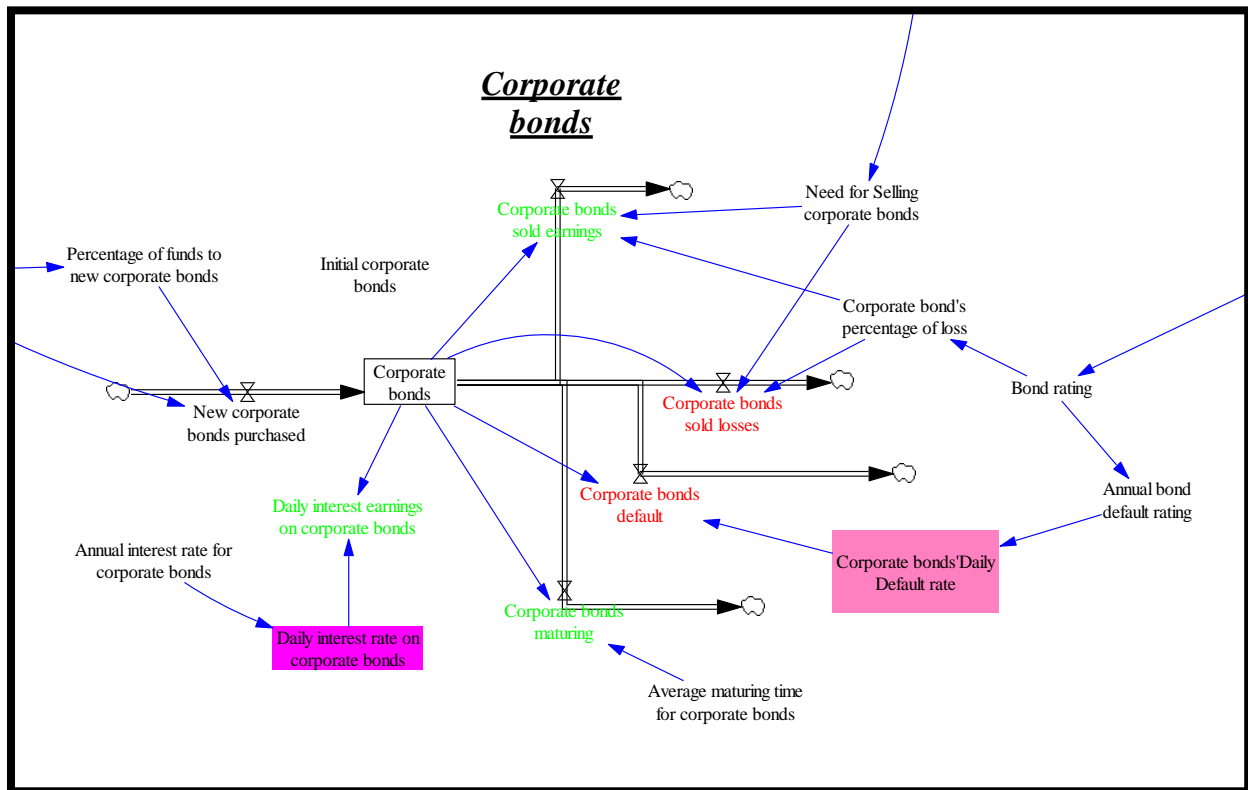 Corporate
bonds
Need for Selling
corporate bonds
Corporate bonds
sold earnings
Percentage of funds to
new corporate bonds
Initial corporate
bonds
Corporate bond's
percentage of loss
Corporate
bonds
Bond rating
New corporate
bonds purchased
Corporate bonds
sold losses
Corporate bonds
default
Annual bond
default rating
Daily interest earnings
on corporate bonds
Annual interest rate for
corporate bonds
Corporate bonds'Daily
Default rate
Corporate bonds
maturing
Daily interest rate on
corporate bonds
Average maturing time
for corporate bonds